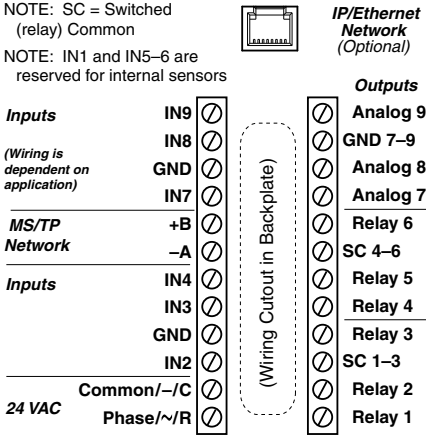 NOTE:  SC = Switched
(relay) Common
NOTE:  IN1 and IN5–6 are
reserved for internal sensors
IP/Ethernet
Network
(Optional)
Outputs
Inputs
(Wiring is
dependent on
application)
IN9
IN8
GND
IN7
MS/TP
Network
+B
–A
Inputs
IN4
IN3
GND
IN2
24 VAC
Common/–/C
Phase/~/R
(Wiring Cutout in Backplate)
Analog 9
GND 7–9
Analog 8
Analog 7
Relay 6
SC 4–6
Relay 5
Relay 4
Relay 3
SC 1–3
Relay 2
Relay 1